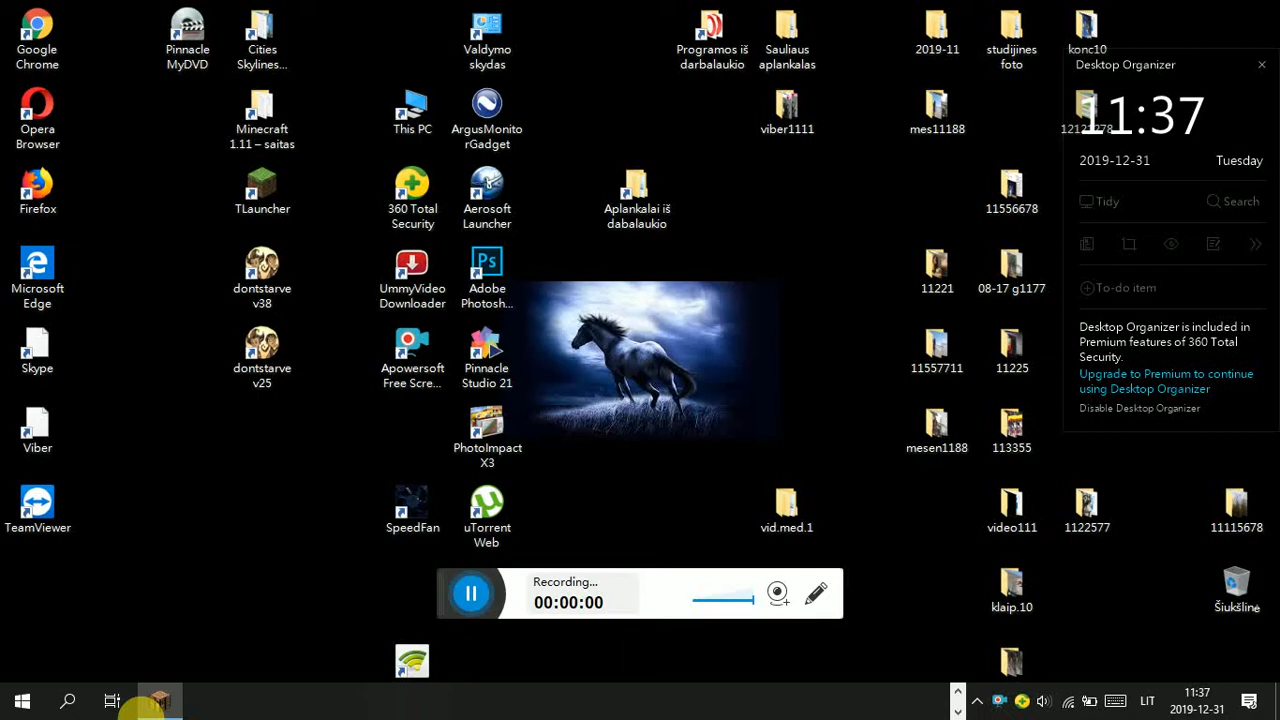 Google
Chrome
Pinnacle
MyDVD
Cities
Skylines...
Valdymo
skydas
Programos iš
darbalaukio
Sauliaus
aplankalas
2019-11
studijines
foto
konc10
Desktop Organizer
Opera
Browser
Minecraft
1.11 – saitas
This PC
ArgusMonito
rGadget
viber1111
mes11188
12121278
11:37
2019-12-31
Tuesday
Firefox
TLauncher
360 Total
Security
Aerosoft
Launcher
Aplankalai iš
dabalaukio
11556678
Tidy
Search
Microsoft
Edge
dontstarve
v38
UmmyVideo
Downloader
Adobe
Photosh...
11221
08-17 g1177
To-do item
Skype
dontstarve
v25
Apowersoft
Free Scre...
Pinnacle
Studio 21
11557711
11225
Desktop Organizer is included in
Premium features of 360 Total
Security.
Upgrade to Premium to continue
using Desktop Organizer
Disable Desktop Organizer
Viber
PhotoImpact
X3
mesen1188
113355
TeamViewer
SpeedFan
uTorrent
Web
vid.med.1
video111
1122577
11115678
Recording...
00:00:00
klaip.10
Šiukšlinė
LIT
11:37
2019-12-31